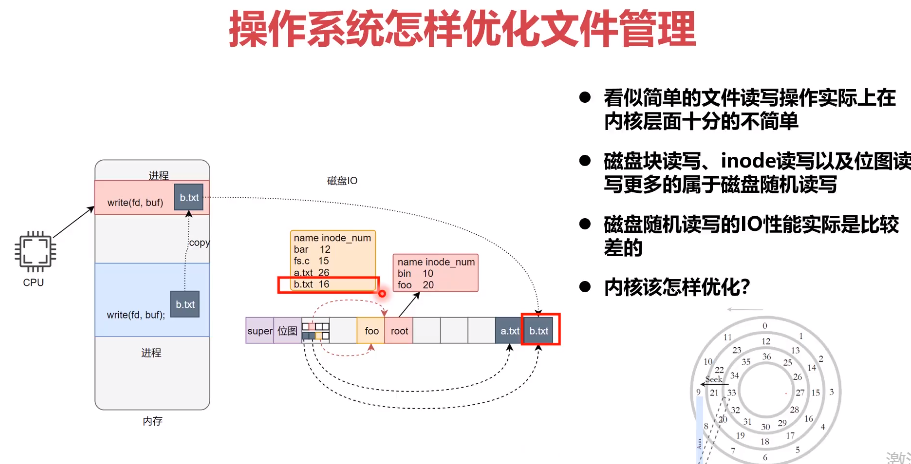 操作系统怎样优化文件管理
看似简单的文件读写操作实际上在
内核层面十分的不简单
磁盘块读写、inode读写以及位图读
写更多的属于磁盘随机读写
磁盘随机读写的IO性能实际是比较
差的
内核该怎样优化?
进程
write(fd, buf)
b.txt
磁盘IO
copy
CPU
b.txt
write(fd, buf);
进程
内存
name inode_num
bar 12
fs.c 15
a.txt 26
b.txt 16
name inode_num
bin 10
foo 20
super
位图
foo
root
a.txt
b.txt
0
11
12
1
10
23
13
2
22
35
36
25
14
34
24
26
Seek
9
21
33
27
15
3
32
28
8
20
31
30
29
16
4
19
18
17
7
6
5